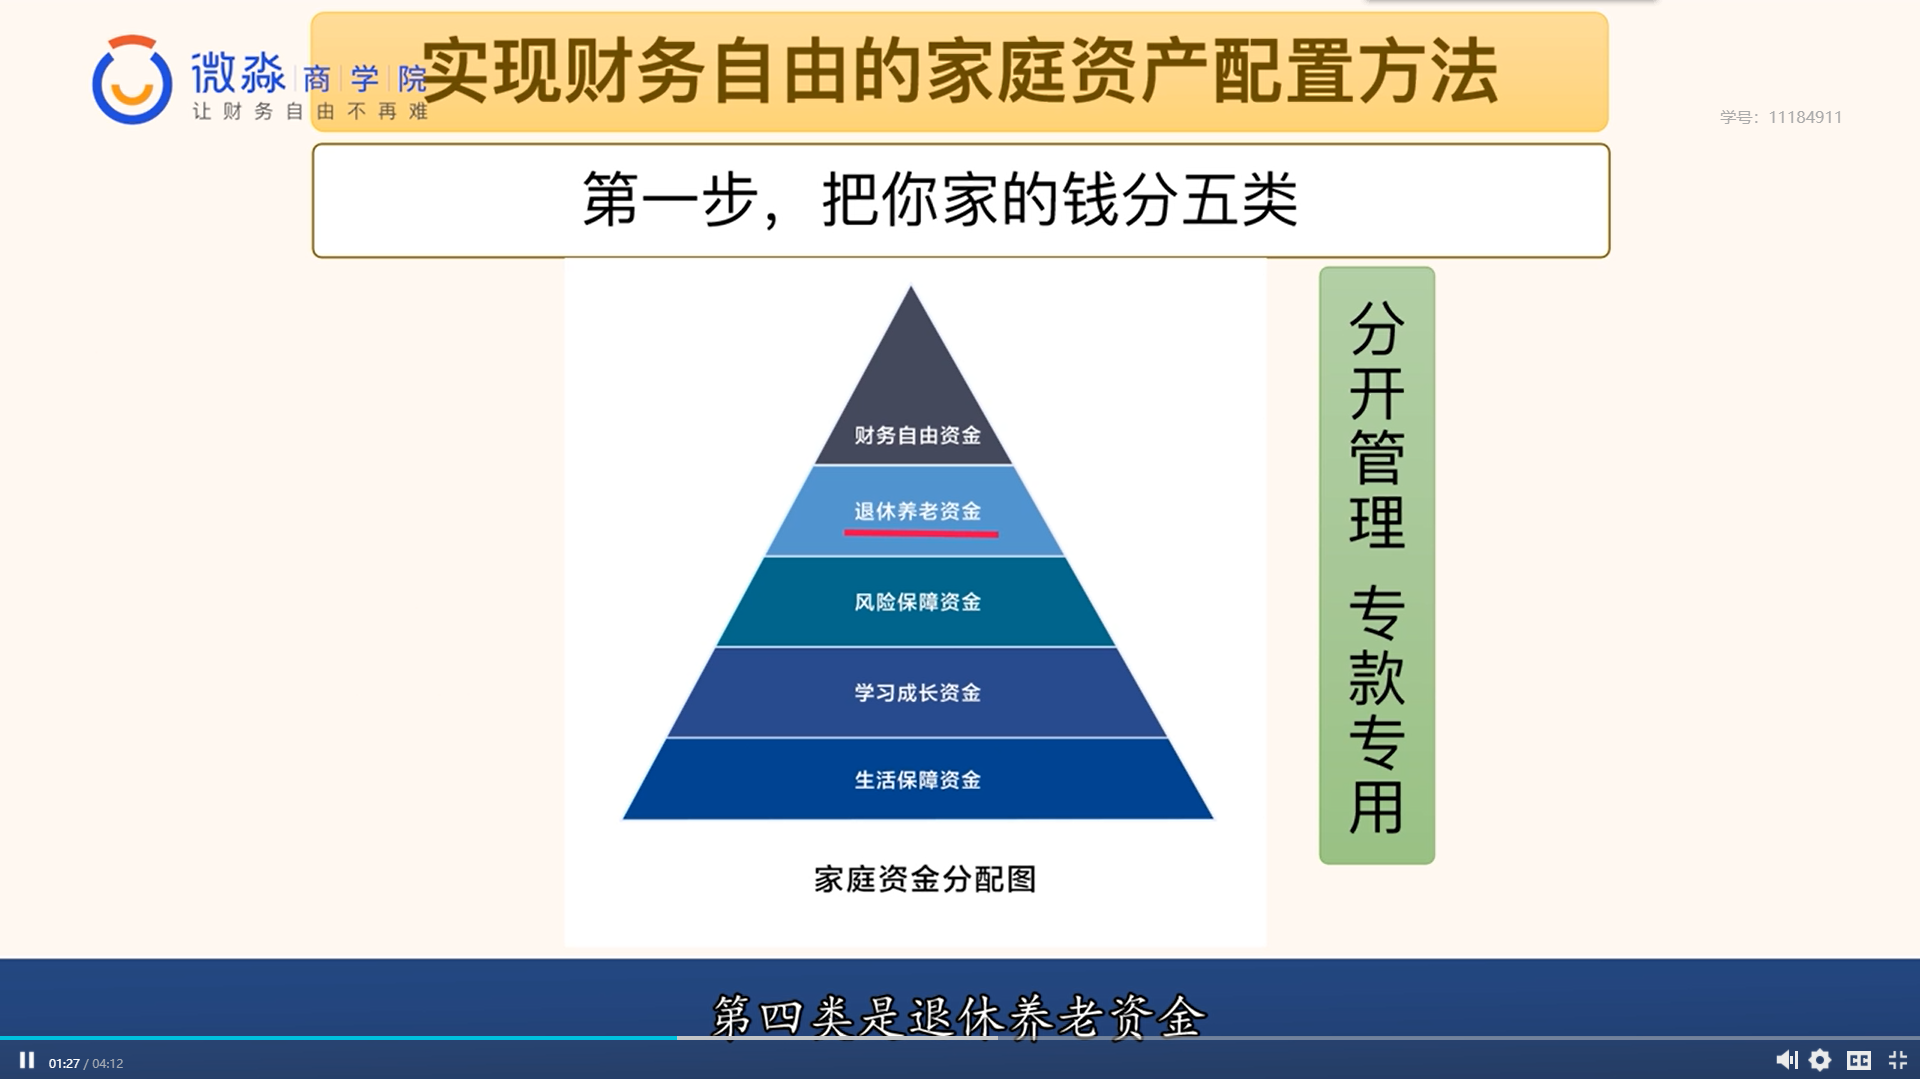 微淼商学院
让财务自由不再难
实现财务自由的家庭资产配置方法
学号：11184911
第一步，把你家的钱分五类
财务自由资金
退休养老资金
风险保障资金
学习成长资金
生活保障资金
家庭资金分配图
分开管理 专款专用
第四类是退休养老资金
01:27 / 04:12
CC